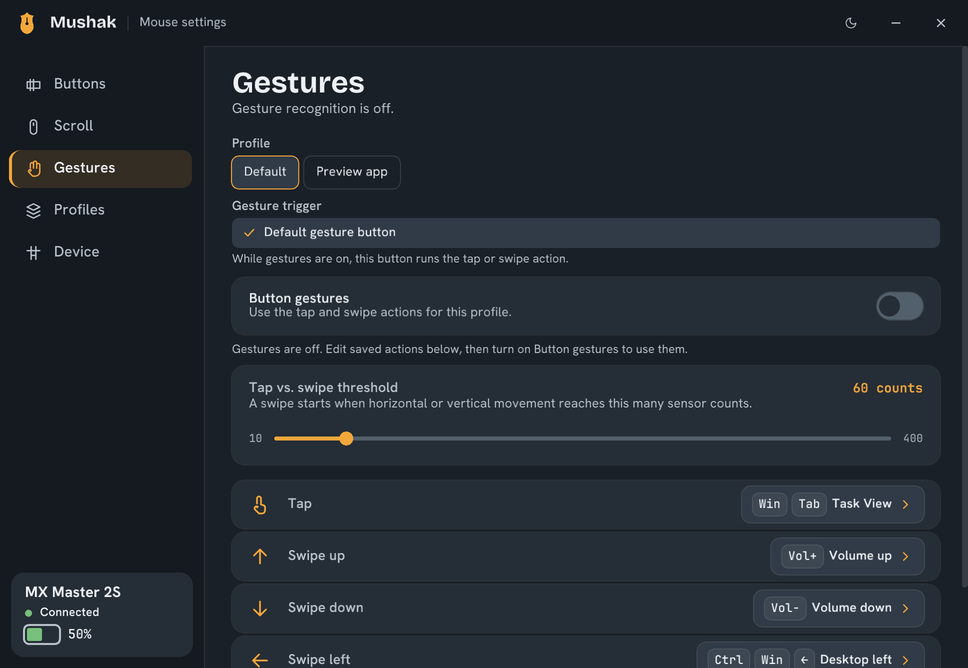 Mushak | Mouse settings
Buttons
Scroll
Gestures
Profiles
Device
MX Master 2S
Connected
50%
Gestures
Gesture recognition is off.
Profile
Default Preview app
Gesture trigger
Default gesture button
While gestures are on, this button runs the tap or swipe action.
Button gestures
Use the tap and swipe actions for this profile.
Gestures are off. Edit saved actions below, then turn on Button gestures to use them.
Tap vs. swipe threshold 60 counts
A swipe starts when horizontal or vertical movement reaches this many sensor counts.
10 400
Tap Win Tab Task View
Swipe up Vol+ Volume up
Swipe down Vol- Volume down
Swipe left Ctrl Win ← Desktop left